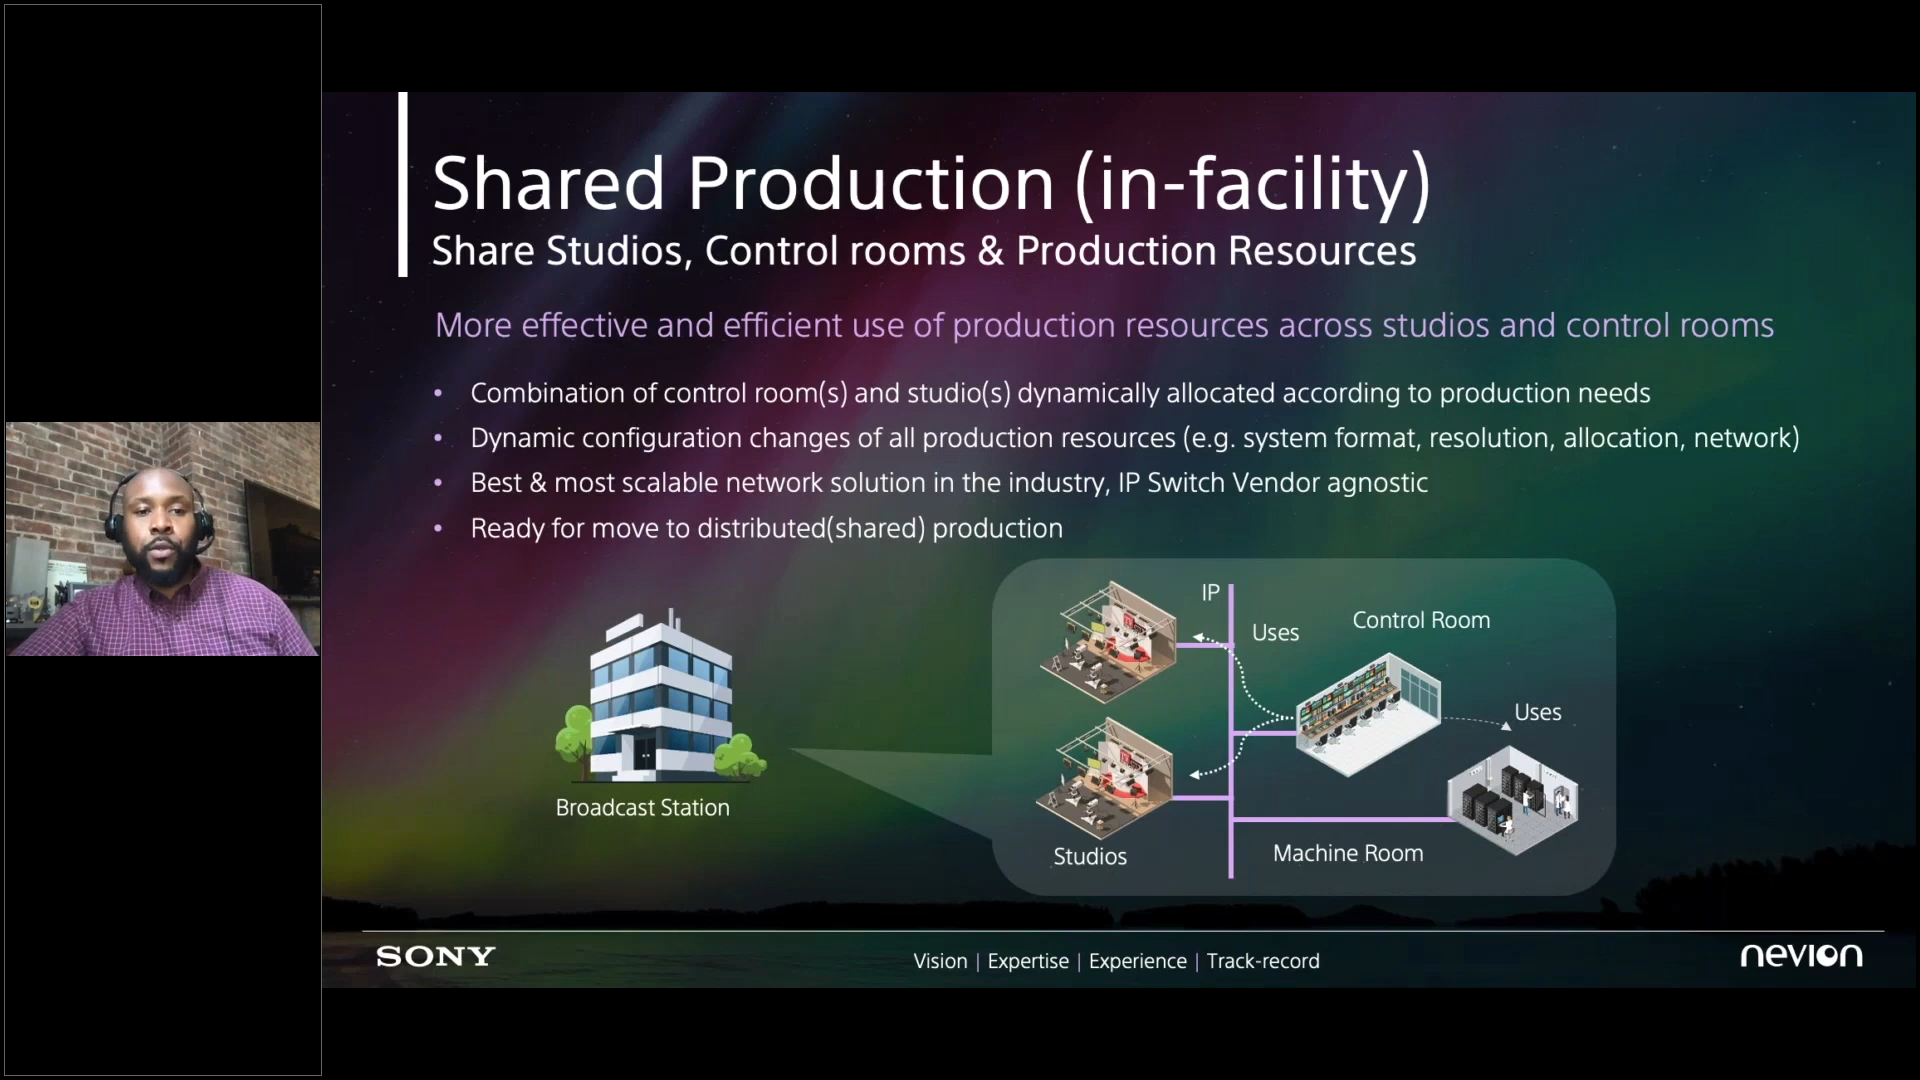 Shared Production (in-facility)
Share Studios, Control rooms & Production Resources
More effective and efficient use of production resources across studios and control rooms
• Combination of control room(s) and studio(s) dynamically allocated according to production needs
• Dynamic configuration changes of all production resources (e.g. system format, resolution, allocation, network)
• Best & most scalable network solution in the industry, IP Switch Vendor agnostic
• Ready for move to distributed(shared) production
IP
Uses
Control Room
Uses
Broadcast Station
Studios
Machine Room
SONY
Vision | Expertise | Experience | Track-record
nevion